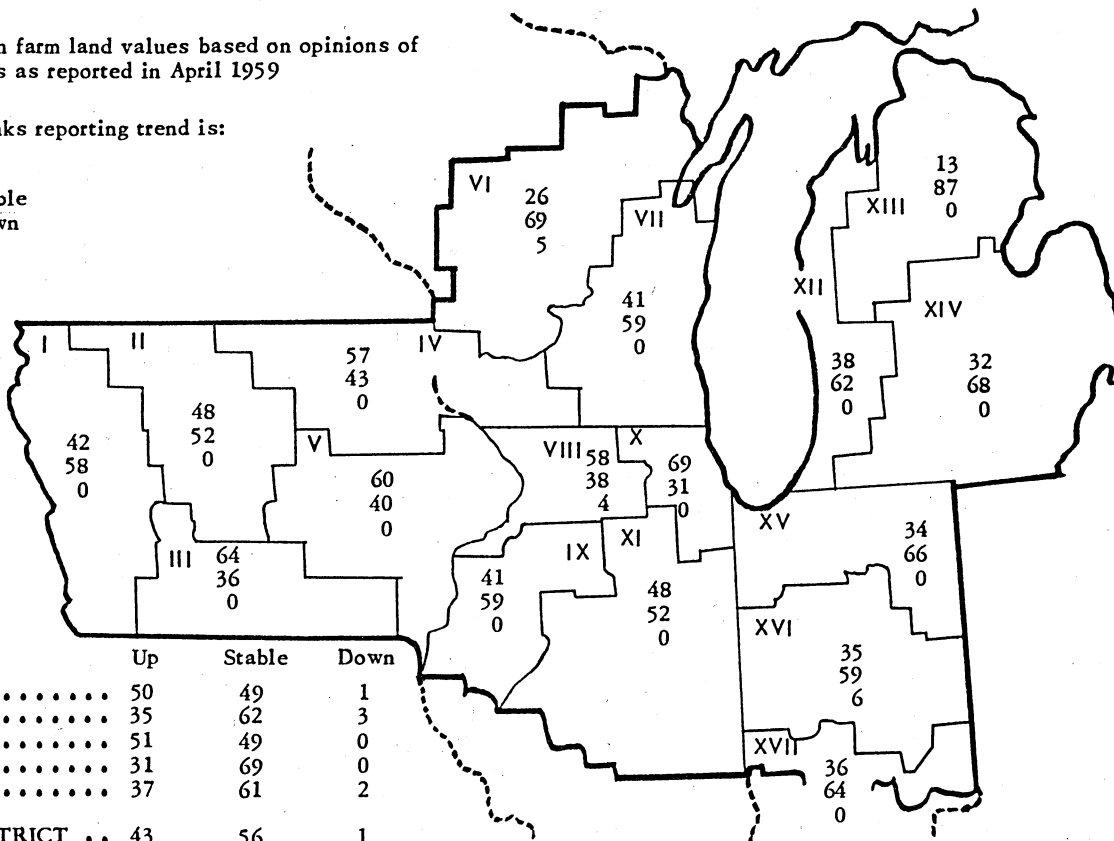 n farm land values based on opinions of
s as reported in April 1959
ks reporting trend is:
ble
wn
VI
26
69
5
VII
41
59
0
XIII
13
87
0
XII
38
62
0
XIV
32
68
0
I
42
58
0
II
48
52
0
IV
57
43
0
V
60
40
0
III
64
36
0
VIII
58
38
4
X
69
31
0
IX
41
59
0
XI
48
52
0
XV
34
66
0
XVI
35
59
6
XVII
36
64
0
Up Stable Down
. . . . . . . 50 49 1
. . . . . . . 35 62 3
. . . . . . . 51 49 0
. . . . . . . 31 69 0
. . . . . . . 37 61 2
TRICT . . 43 56 1